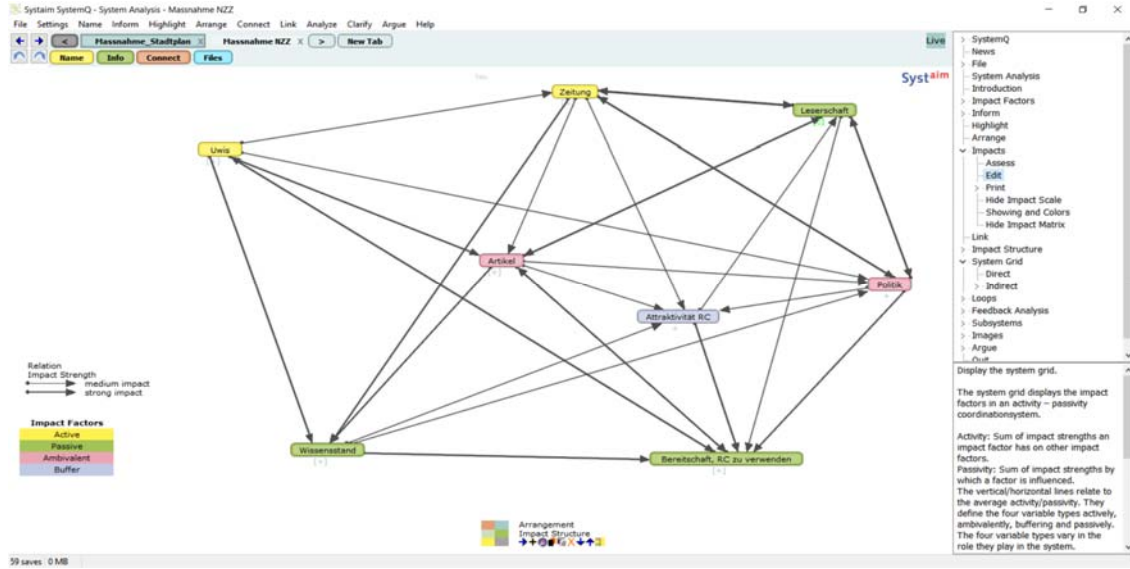 Systaim SystemQ - System Analysis - Massnahme NZZ
File Settings Name Inform Highlight Arrange Connect Link Analyze Clarify Argue Help
< Massnahme_Stadtplan X Massnahme NZZ X > New Tab Live
Name Info Connect Files
Systaim
Zeitung
Leserschaft
Uwis
Artikel
[+]
Politik
Attraktivität RC
Relation
Impact Strength
medium impact
strong impact
Impact Factors
Active
Passive
Ambivalent
Buffer
Wissensstand
[+]
Bereitschaft, RC zu verwenden
[+]
Arrangement
Impact Structure
59 saves 0 MB
SystemQ
News
File
System Analysis
Introduction
Impact Factors
Inform
Highlight
Arrange
Impacts
Assess
Edit
Print
Hide Impact Scale
Showing and Colors
Hide Impact Matrix
Link
Impact Structure
System Grid
Direct
Indirect
Loops
Feedback Analysis
Subsystems
Images
Argue
Quit
Display the system grid.
The system grid displays the impact
factors in an activity – passivity
coordinationsystem.
Activity: Sum of impact strengths an
impact factor has on other impact
factors.
Passivity: Sum of impact strengths by
which a factor is influenced.
The vertical/horizontal lines relate to
the average activity/passivity. They
define the four variable types actively,
ambivalently, buffering and passively.
The four variable types vary in the
role they play in the system.